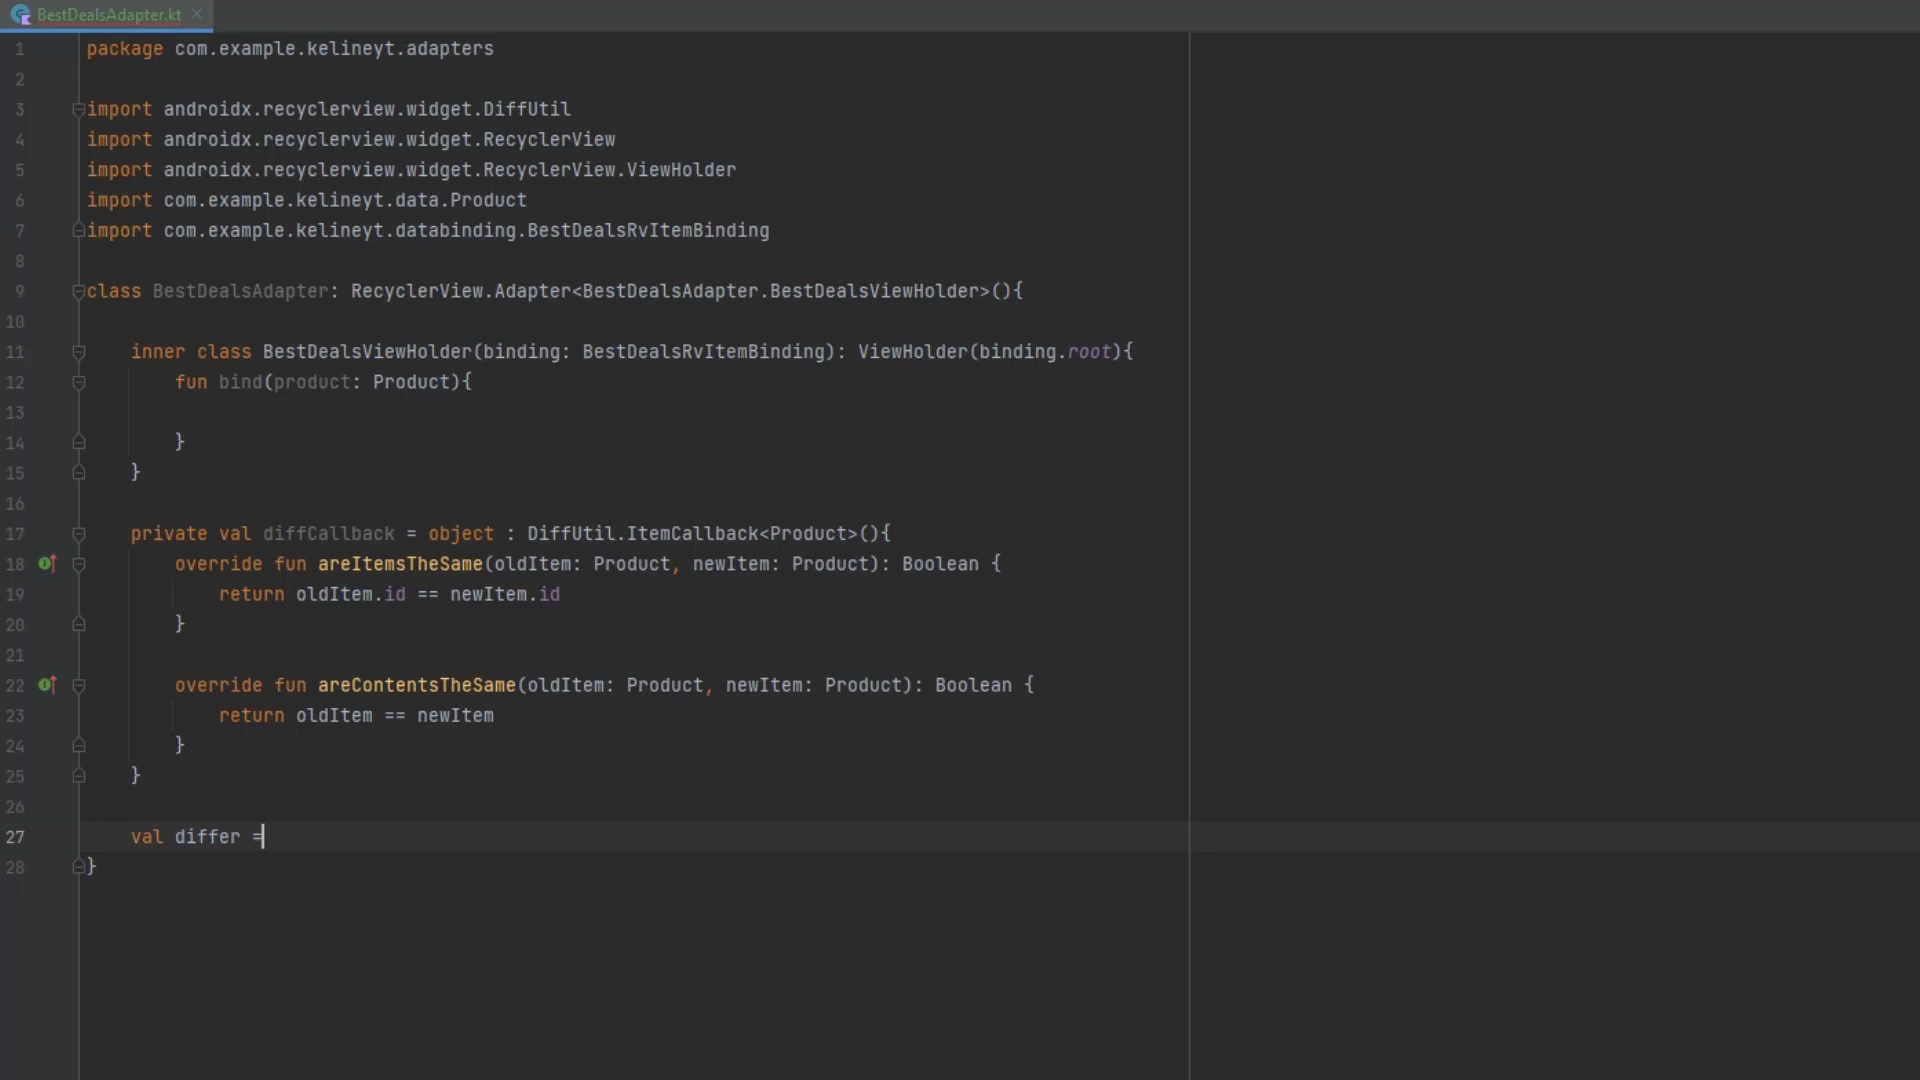 BestDealsAdapter.kt
1 package com.example.kelineyt.adapters
2
3 import androidx.recyclerview.widget.DiffUtil
4 import androidx.recyclerview.widget.RecyclerView
5 import androidx.recyclerview.widget.RecyclerView.ViewHolder
6 import com.example.kelineyt.data.Product
7 import com.example.kelineyt.databinding.BestDealsRvItemBinding
8
9 class BestDealsAdapter: RecyclerView.Adapter<BestDealsAdapter.BestDealsViewHolder>(){
10
11     inner class BestDealsViewHolder(binding: BestDealsRvItemBinding): ViewHolder(binding.root){
12         fun bind(product: Product){
13
14         }
15     }
16
17     private val diffCallback = object : DiffUtil.ItemCallback<Product>(){
18         override fun areItemsTheSame(oldItem: Product, newItem: Product): Boolean {
19             return oldItem.id == newItem.id
20         }
21
22         override fun areContentsTheSame(oldItem: Product, newItem: Product): Boolean {
23             return oldItem == newItem
24         }
25     }
26
27     val differ =
28 }